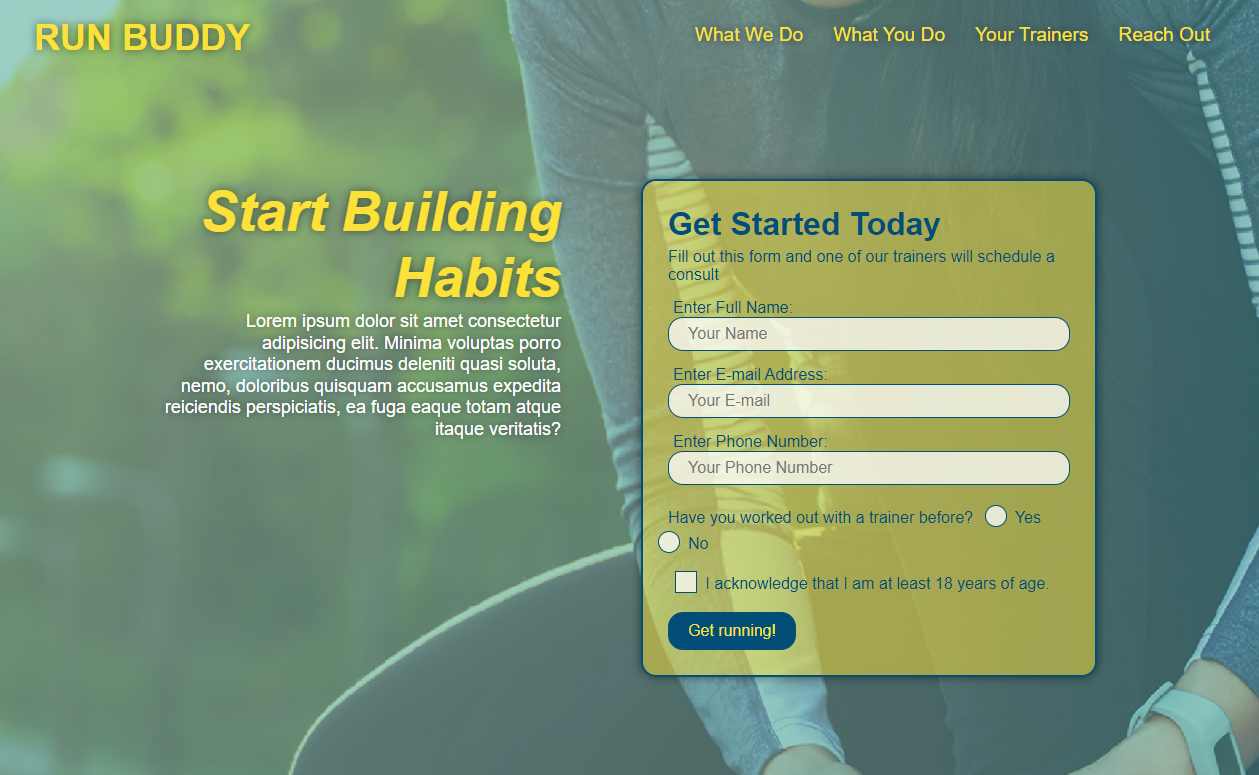 RUN BUDDY
What We Do What You Do Your Trainers Reach Out
Start Building
Habits
Lorem ipsum dolor sit amet consectetur
adipisicing elit. Minima voluptas porro
exercitationem ducimus deleniti quasi soluta,
nemo, doloribus quisquam accusamus expedita
reiciendis perspiciatis, ea fuga eaque totam atque
itaque veritatis?
Get Started Today
Fill out this form and one of our trainers will schedule a
consult
Enter Full Name:
Your Name
Enter E-mail Address:
Your E-mail
Enter Phone Number:
Your Phone Number
Have you worked out with a trainer before? Yes
No
I acknowledge that I am at least 18 years of age.
Get running!